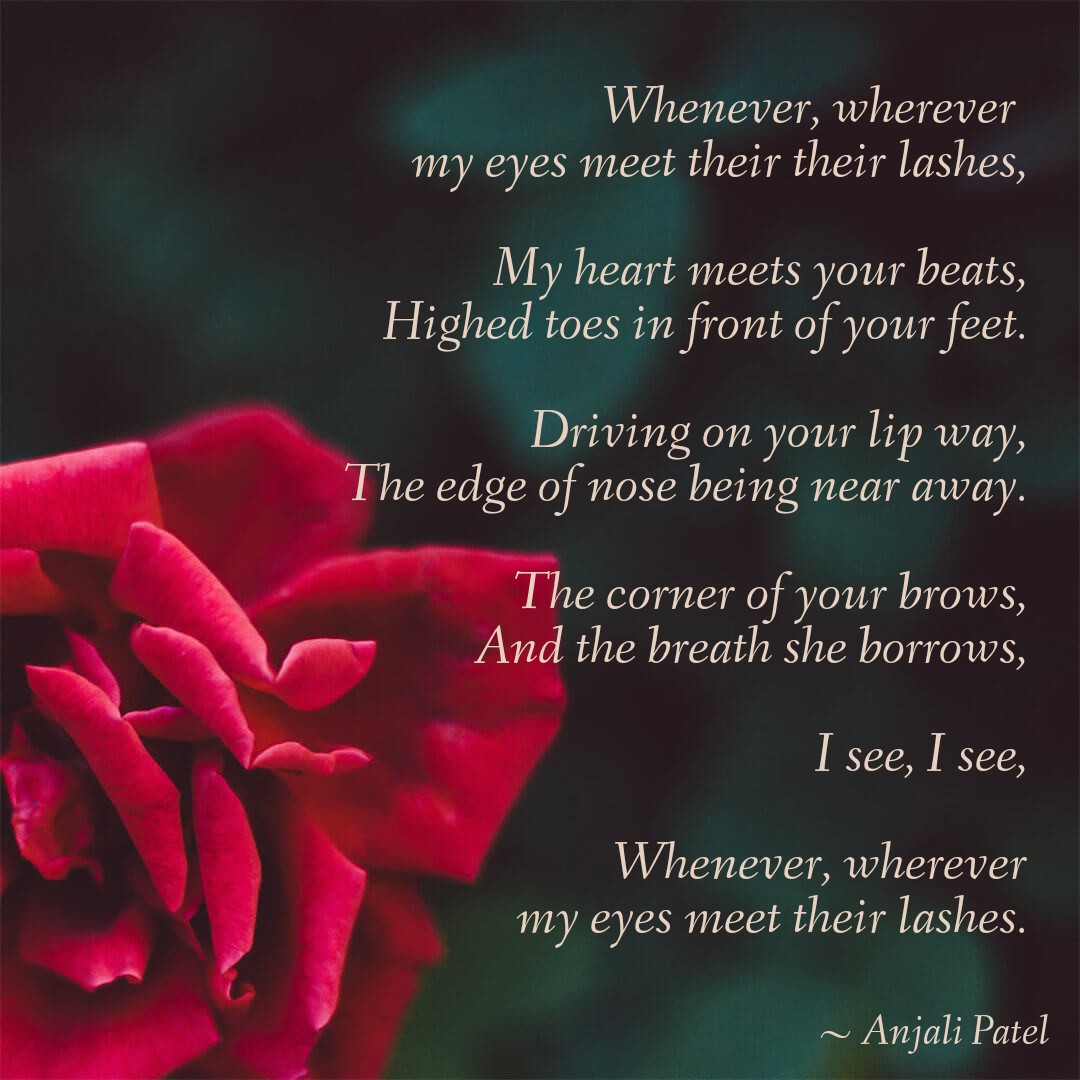 Whenever, wherever
my eyes meet their their lashes,
My heart meets your beats,
Highed toes in front of your feet.
Driving on your lip way,
The edge of nose being near away.
The corner of your brows,
And the breath she borrows,
I see, I see,
Whenever, wherever
my eyes meet their lashes.
~ Anjali Patel